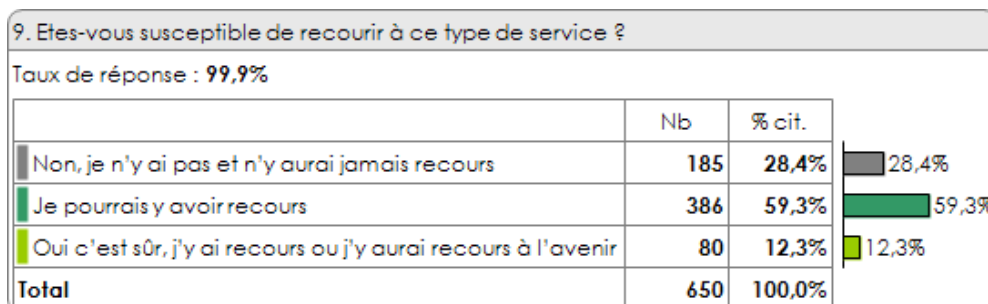 9. Etes-vous susceptible de recourir à ce type de service ?
Taux de réponse : 99,9%
Nb % cit.
Non, je n'y ai pas et n'y aurai jamais recours 185 28,4% 28,4%
Je pourrais y avoir recours 386 59,3% 59,3%
Oui c'est sûr, j'y ai recours ou j'y aurai recours à l'avenir 80 12,3% 12,3%
Total 650 100,0%